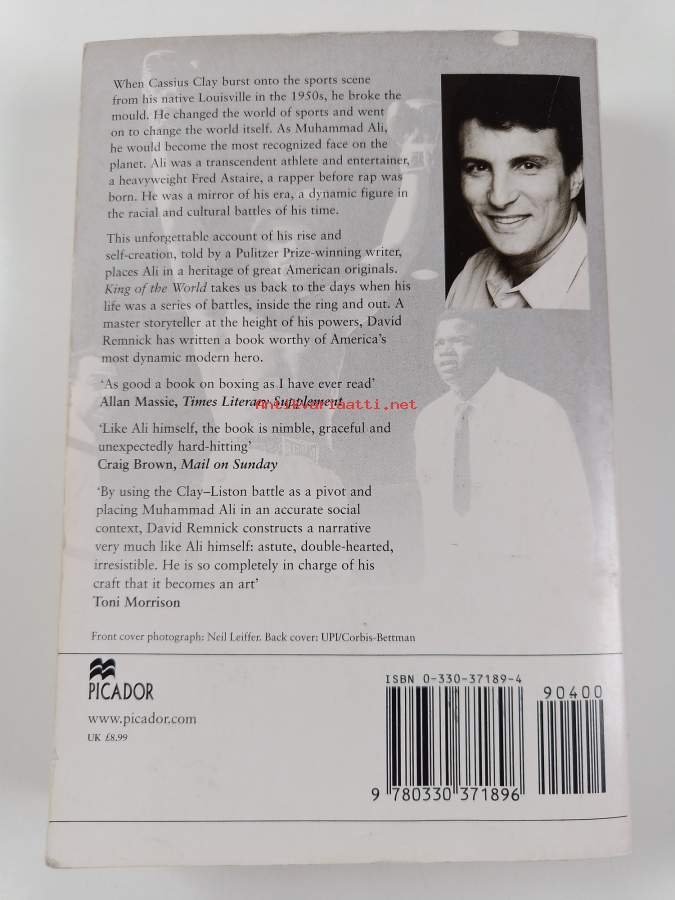 When Cassius Clay burst onto the sports scene
from his native Louisville in the 1950s, he broke the
mould. He changed the world of sports and went
on to change the world itself. As Muhammad Ali,
he would become the most recognized face on the
planet. Ali was a transcendent athlete and entertainer,
a heavyweight Fred Astaire, a rapper before rap was
born. He was a mirror of his era, a dynamic figure in
the racial and cultural battles of his time.
This unforgettable account of his rise and
self-creation, told by a Pulitzer Prize-winning writer,
places Ali in a heritage of great American originals.
King of the World takes us back to the days when his
life was a series of battles, inside the ring and out. A
master storyteller at the height of his powers, David
Remnick has written a book worthy of America's
most dynamic modern hero.
'As good a book on boxing as I have ever read'
Allan Massie, Times Literary Supplement
Antikvariaatti.net
'Like Ali himself, the book is nimble, graceful and
unexpectedly hard-hitting'
Craig Brown, Mail on Sunday
'By using the Clay–Liston battle as a pivot and
placing Muhammad Ali in an accurate social
context, David Remnick constructs a narrative
very much like Ali himself: astute, double-hearted,
irresistible. He is so completely in charge of his
craft that it becomes an art'
Toni Morrison
Front cover photograph: Neil Leiffer. Back cover: UPI/Corbis-Bettman
PICADOR
www.picador.com
UK £8.99
ISBN 0-330-37189-4
90400
9 780330 371896